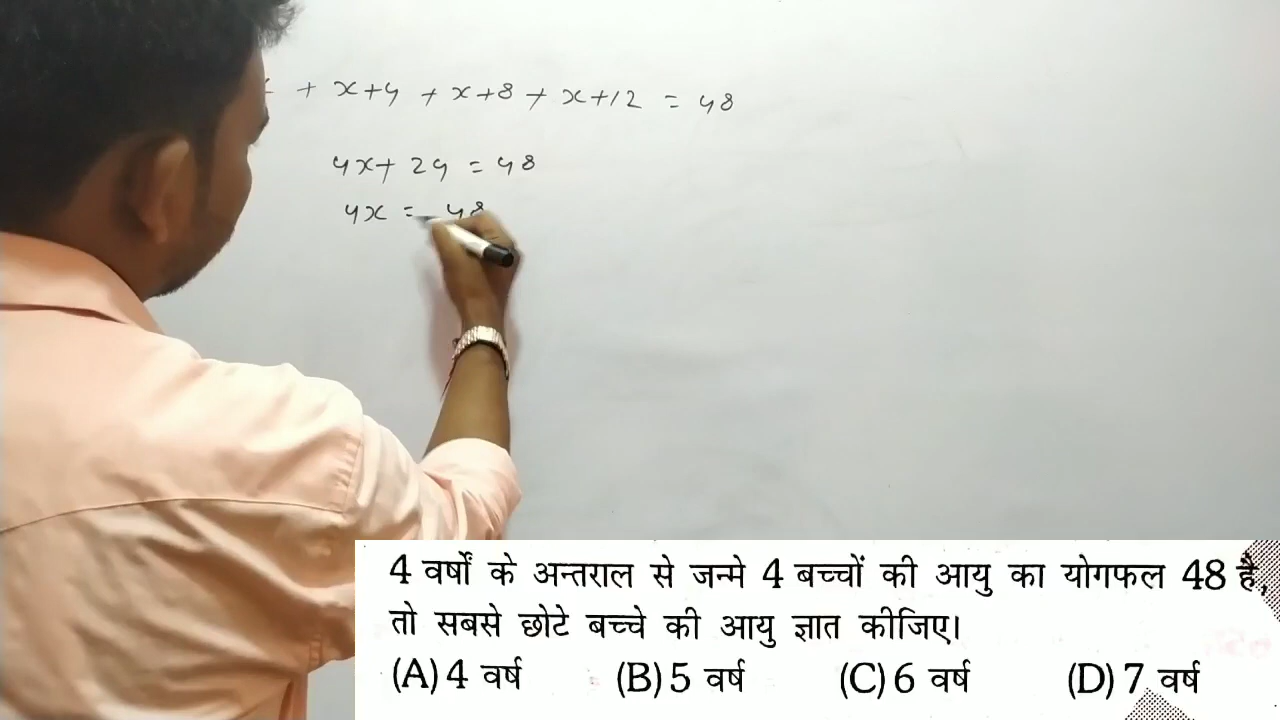 + x+4 + x+8 + x+12 = 48
4x+ 24 = 48
4x = 48
4 वर्षों के अन्तराल से जन्मे 4 बच्चों की आयु का योगफल 48 है,
तो सबसे छोटे बच्चे की आयु ज्ञात कीजिए।
(A) 4 वर्ष (B) 5 वर्ष (C) 6 वर्ष (D) 7 वर्ष